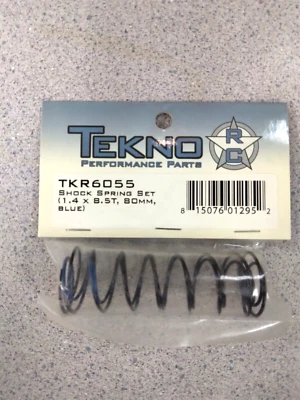 TEKNO RC
PERFORMANCE PARTS
TKR6055
SHOCK SPRING SET
(1.4 X 8.5T, 80MM,
BLUE)
8 15076 01295 2